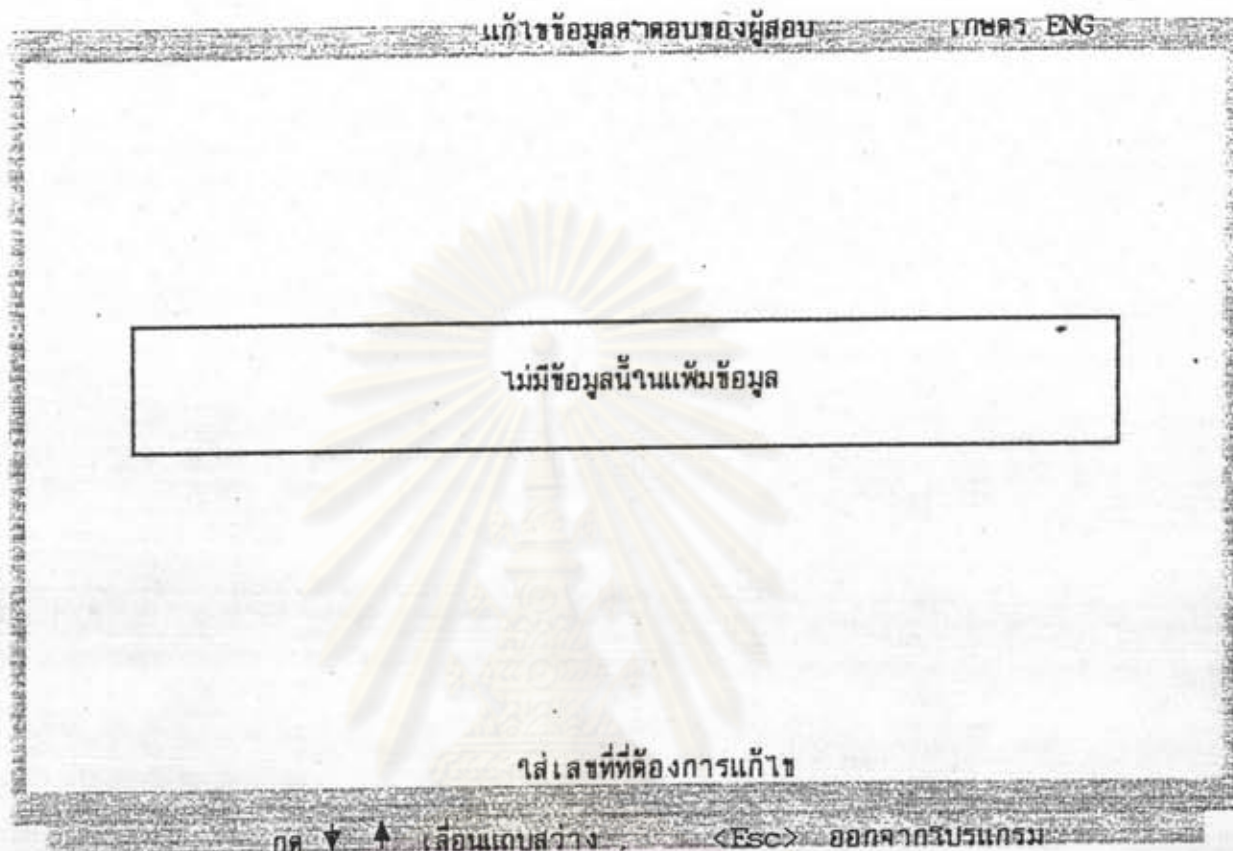 แก้ไขข้อมูลคำตอบของผู้สอบ เกษตร ENG
ไม่มีข้อมูลนี้ในแฟ้มข้อมูล
ใส่เลขที่ที่ต้องการแก้ไข
กด ↓ ↑ เลื่อนแถบสว่าง , <Esc> ออกจากโปรแกรม